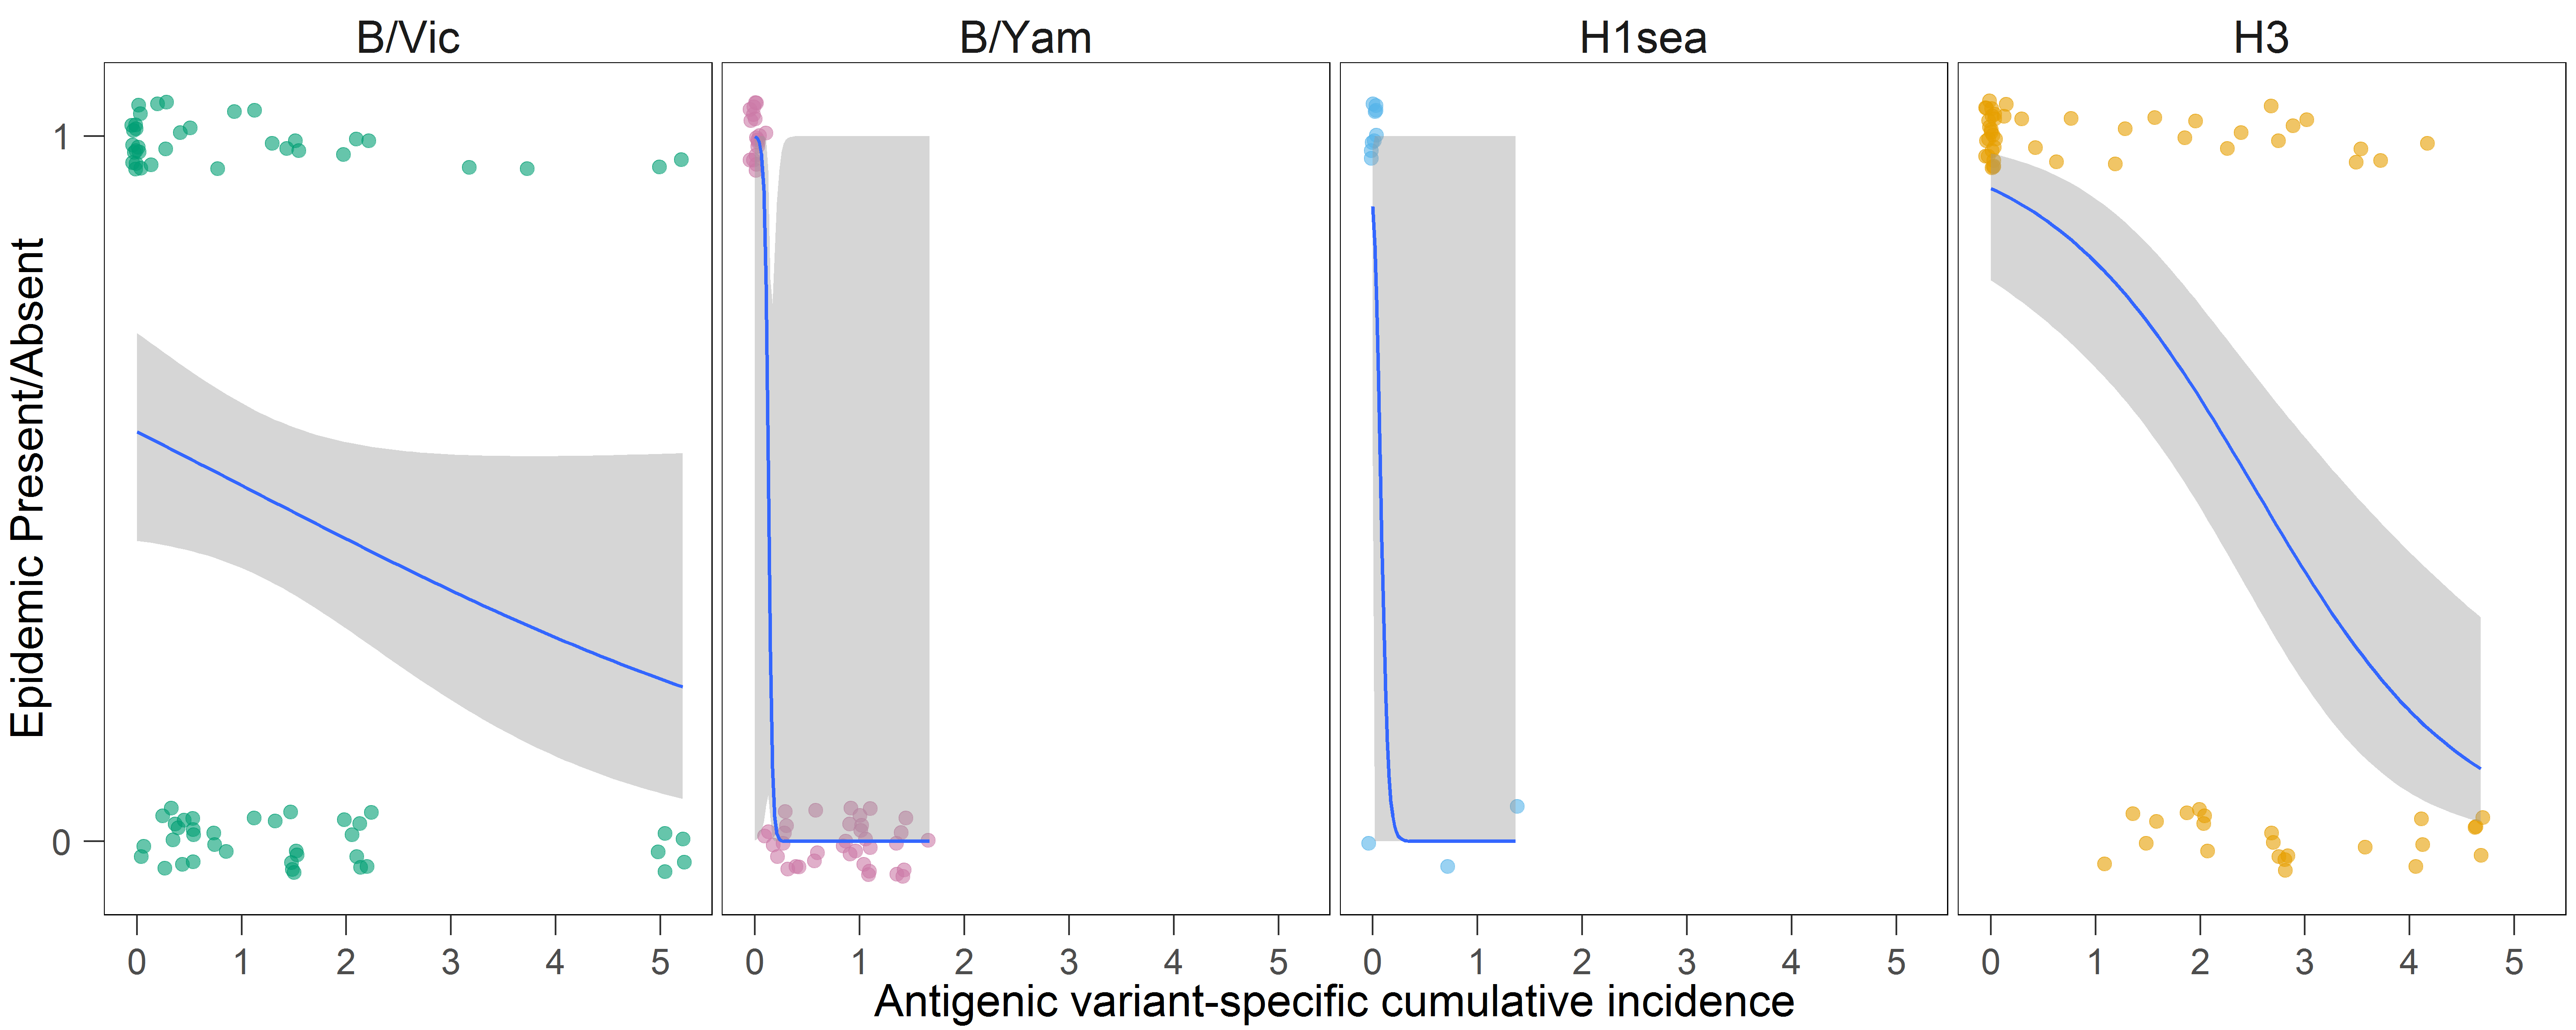 B/Vic B/Yam H1sea H3
Epidemic Present/Absent
1
0
0 1 2 3 4 5 0 1 2 3 4 5 0 1 2 3 4 5 0 1 2 3 4 5
Antigenic variant-specific cumulative incidence